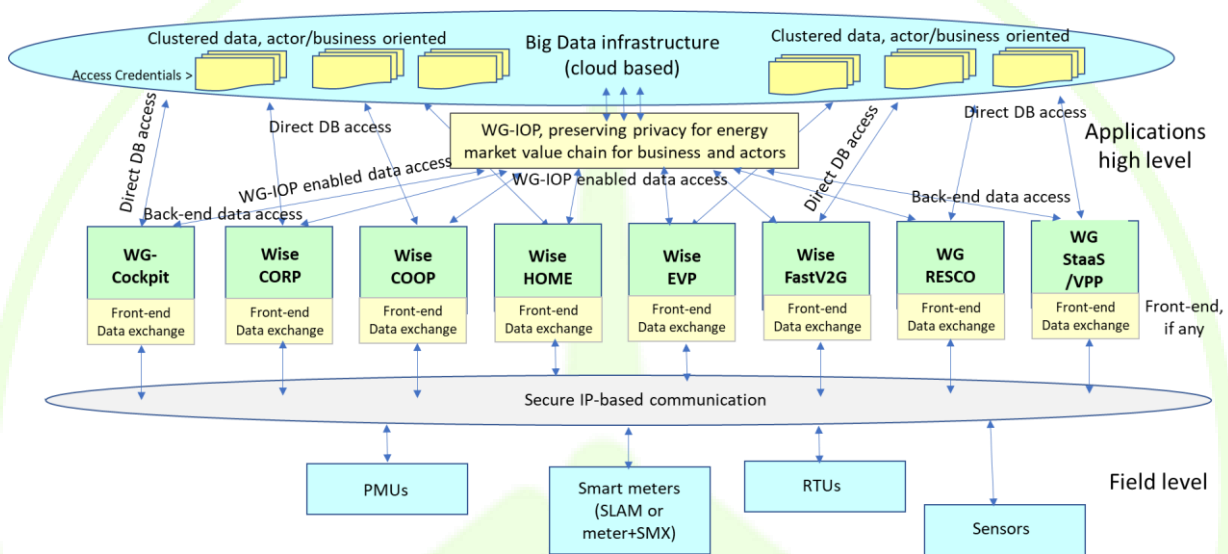 Clustered data, actor/business oriented
Big Data infrastructure
(cloud based)
Clustered data, actor/business oriented
Access Credentials >
Direct DB access
Direct DB access
WG-IOP, preserving privacy for energy
market value chain for business and actors
Direct DB access
Direct DB access
Applications
high level
WG-IOP enabled data access
WG-IOP enabled data access
Back-end data access
Back-end data access
WG-
Cockpit
Wise
CORP
Wise
COOP
Wise
HOME
Wise
EVP
Wise
FastV2G
WG
RESCO
WG
StaaS
/VPP
Front-end
Data exchange
Front-end
Data exchange
Front-end
Data exchange
Front-end
Data exchange
Front-end
Data exchange
Front-end
Data exchange
Front-end
Data exchange
Front-end
Data exchange
Front-end,
if any
Secure IP-based communication
PMUs
Smart meters
(SLAM or
meter+SMX)
RTUs
Sensors
Field level